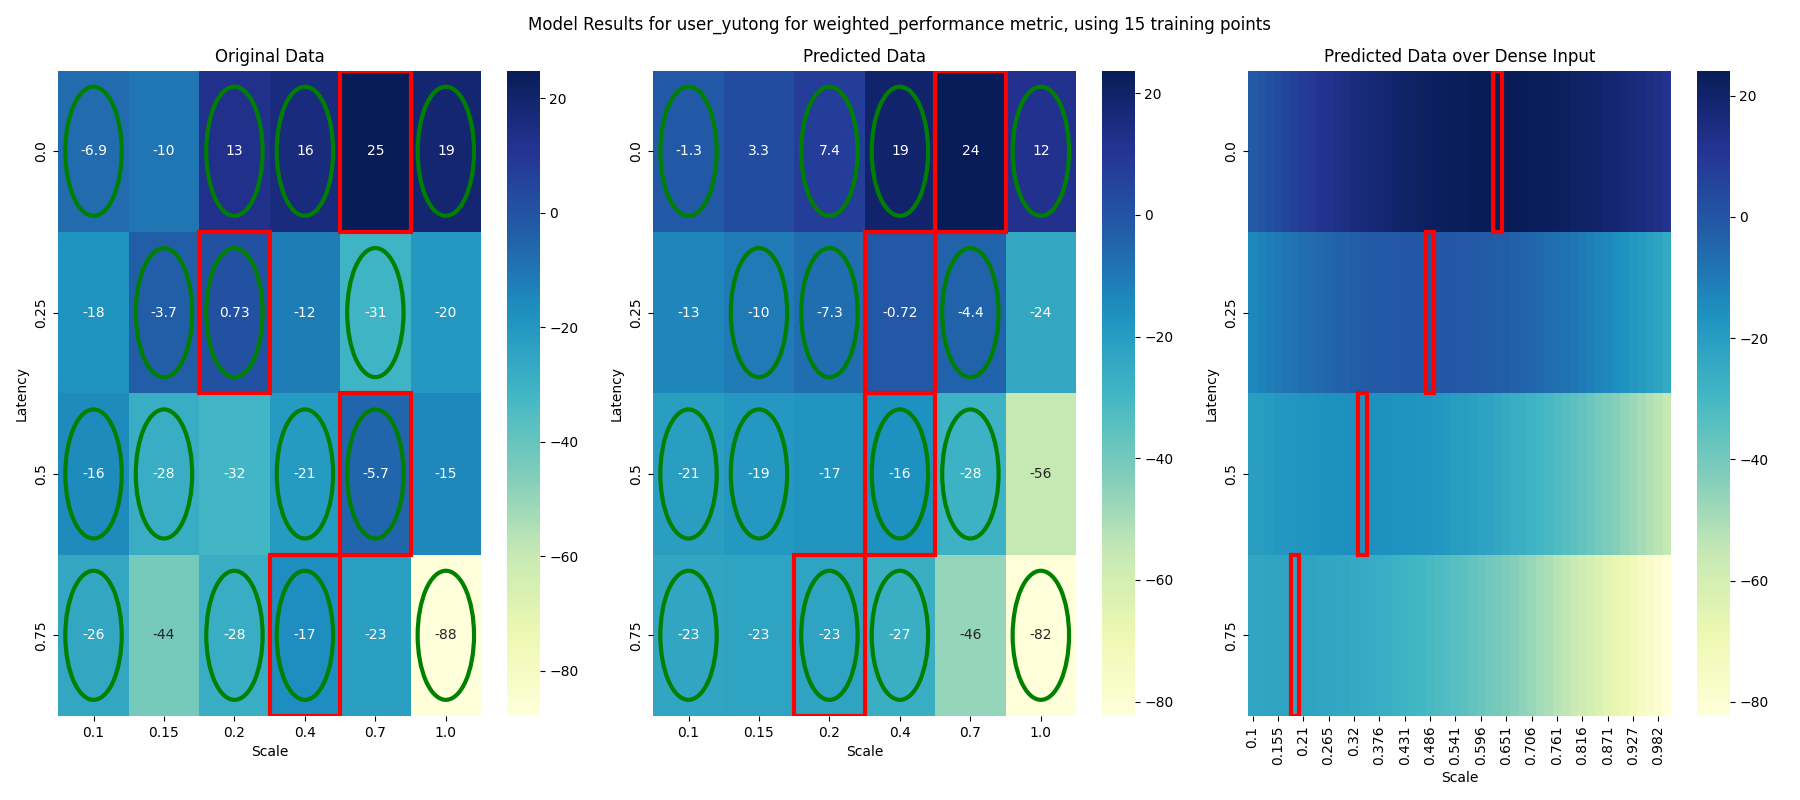 Model Results for user_yutong for weighted_performance metric, using 15 training points
Original Data
-6.9 -10 13 16 25 19
-18 -3.7 0.73 -12 -31 -20
-16 -28 -32 -21 -5.7 -15
-26 -44 -28 -17 -23 -88
0.0
0.25
0.5
0.75
Latency
0.1 0.15 0.2 0.4 0.7 1.0
Scale
20
0
−20
−40
−60
−80
Predicted Data
-1.3 3.3 7.4 19 24 12
-13 -10 -7.3 -0.72 -4.4 -24
-21 -19 -17 -16 -28 -56
-23 -23 -23 -27 -46 -82
0.0
0.25
0.5
0.75
Latency
0.1 0.15 0.2 0.4 0.7 1.0
Scale
20
0
−20
−40
−60
−80
Predicted Data over Dense Input
0.0
0.25
0.5
0.75
Latency
0.1 0.155 0.21 0.265 0.32 0.376 0.431 0.486 0.541 0.596 0.651 0.706 0.761 0.816 0.871 0.927 0.982
Scale
20
0
−20
−40
−60
−80